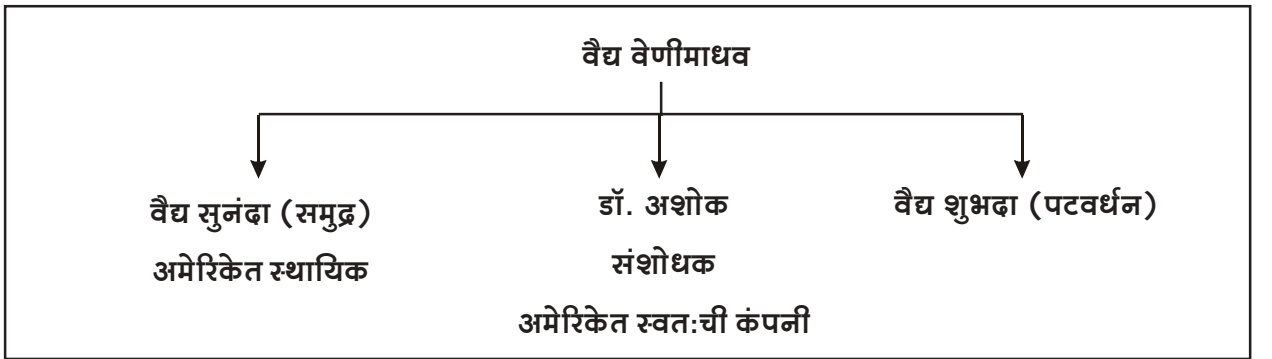 वैद्य वेणीमाधव
वैद्य सुनंदा (समुद्र) डॉ. अशोक वैद्य शुभदा (पटवर्धन)
अमेरिकेत स्थायिक संशोधक
अमेरिकेत स्वत:ची कंपनी